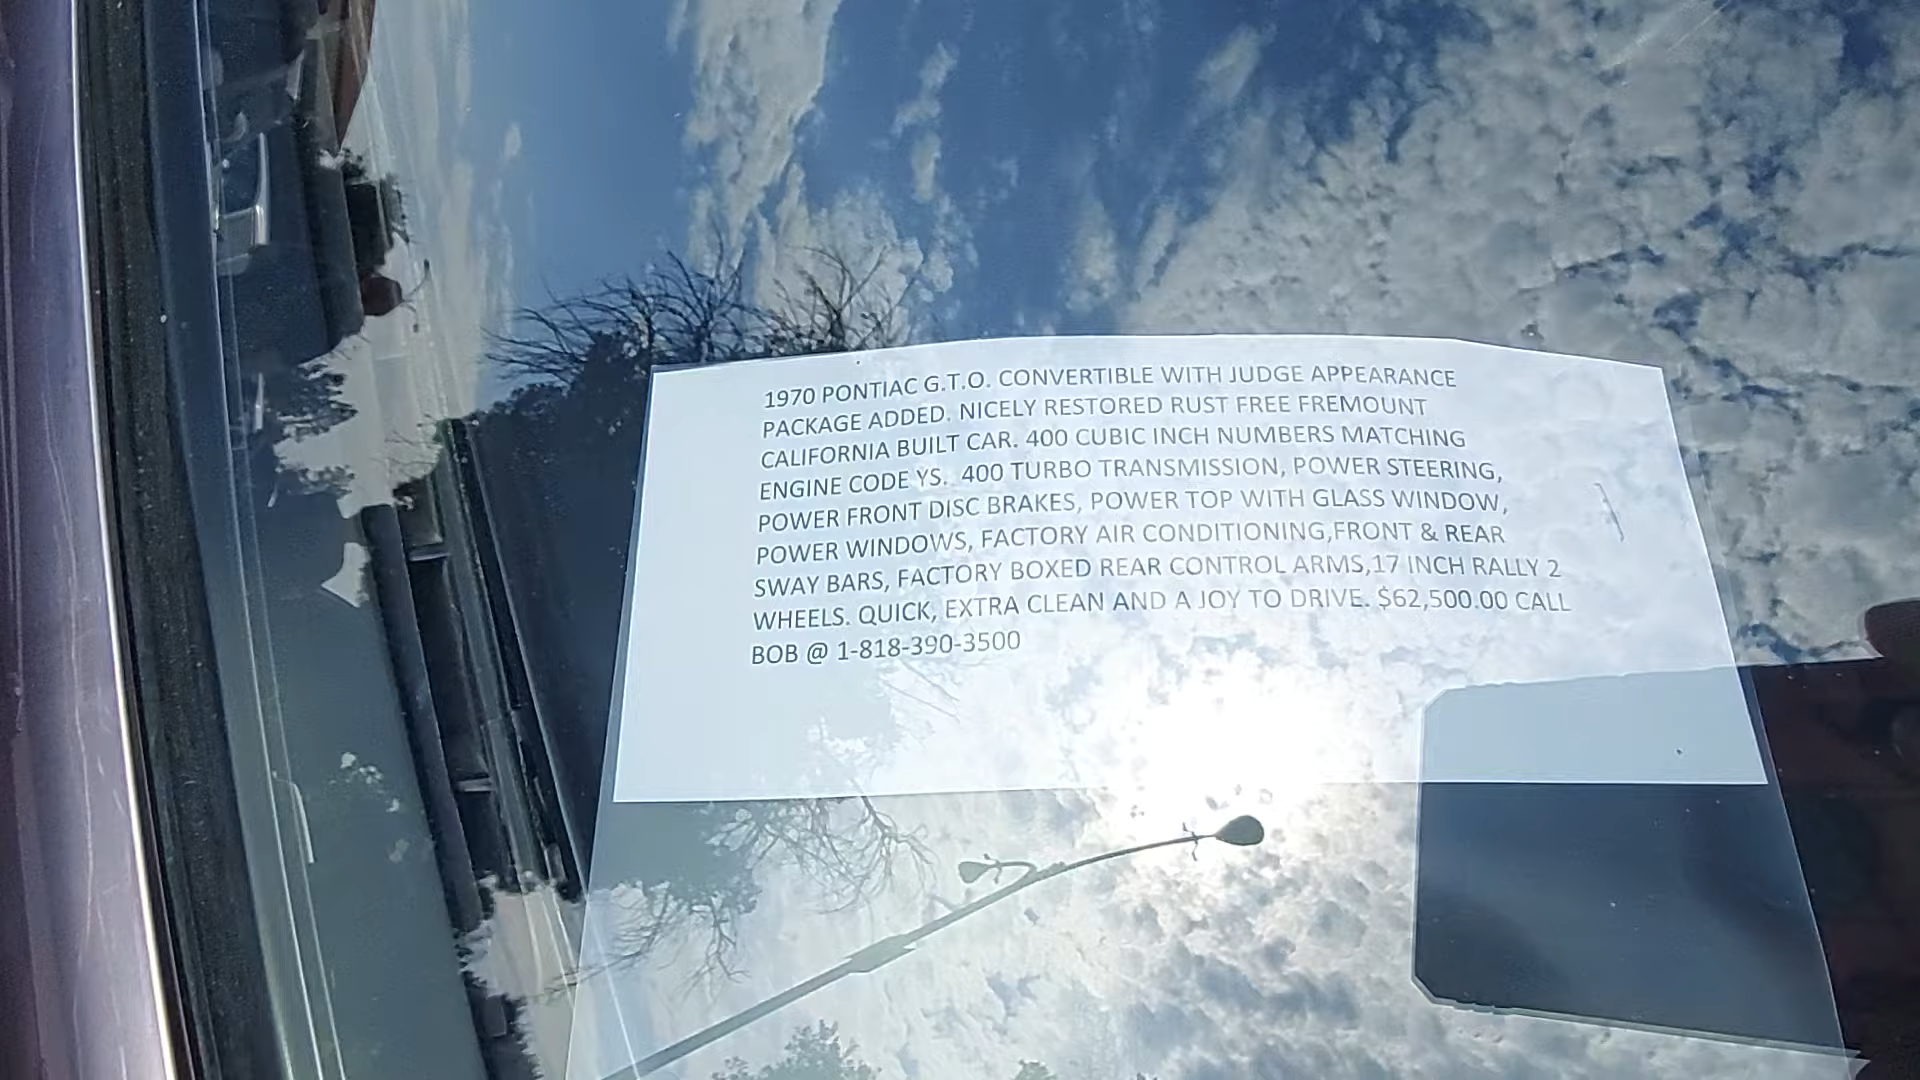 1970 PONTIAC G.T.O. CONVERTIBLE WITH JUDGE APPEARANCE
PACKAGE ADDED. NICELY RESTORED RUST FREE FREMOUNT
CALIFORNIA BUILT CAR. 400 CUBIC INCH NUMBERS MATCHING
ENGINE CODE YS. 400 TURBO TRANSMISSION, POWER STEERING,
POWER FRONT DISC BRAKES, POWER TOP WITH GLASS WINDOW,
POWER WINDOWS, FACTORY AIR CONDITIONING,FRONT & REAR
SWAY BARS, FACTORY BOXED REAR CONTROL ARMS,17 INCH RALLY 2
WHEELS. QUICK, EXTRA CLEAN AND A JOY TO DRIVE. $62,500.00 CALL
BOB @ 1-818-390-3500